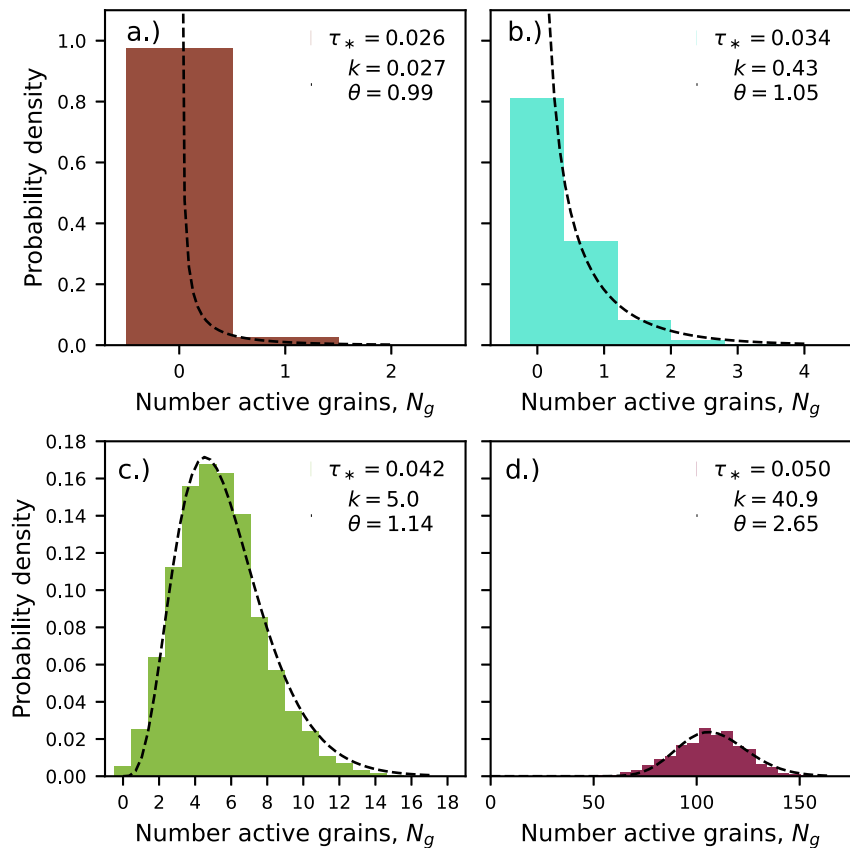 a.)
τ* = 0.026
k = 0.027
θ = 0.99
1.0
0.8
0.6
0.4
0.2
0.0
Probability density
0 1 2
Number active grains, N_g
b.)
τ* = 0.034
k = 0.43
θ = 1.05
0 1 2 3 4
Number active grains, N_g
c.)
τ* = 0.042
k = 5.0
θ = 1.14
0.18
0.16
0.14
0.12
0.10
0.08
0.06
0.04
0.02
0.00
Probability density
0 2 4 6 8 10 12 14 16 18
Number active grains, N_g
d.)
τ* = 0.050
k = 40.9
θ = 2.65
0 50 100 150
Number active grains, N_g